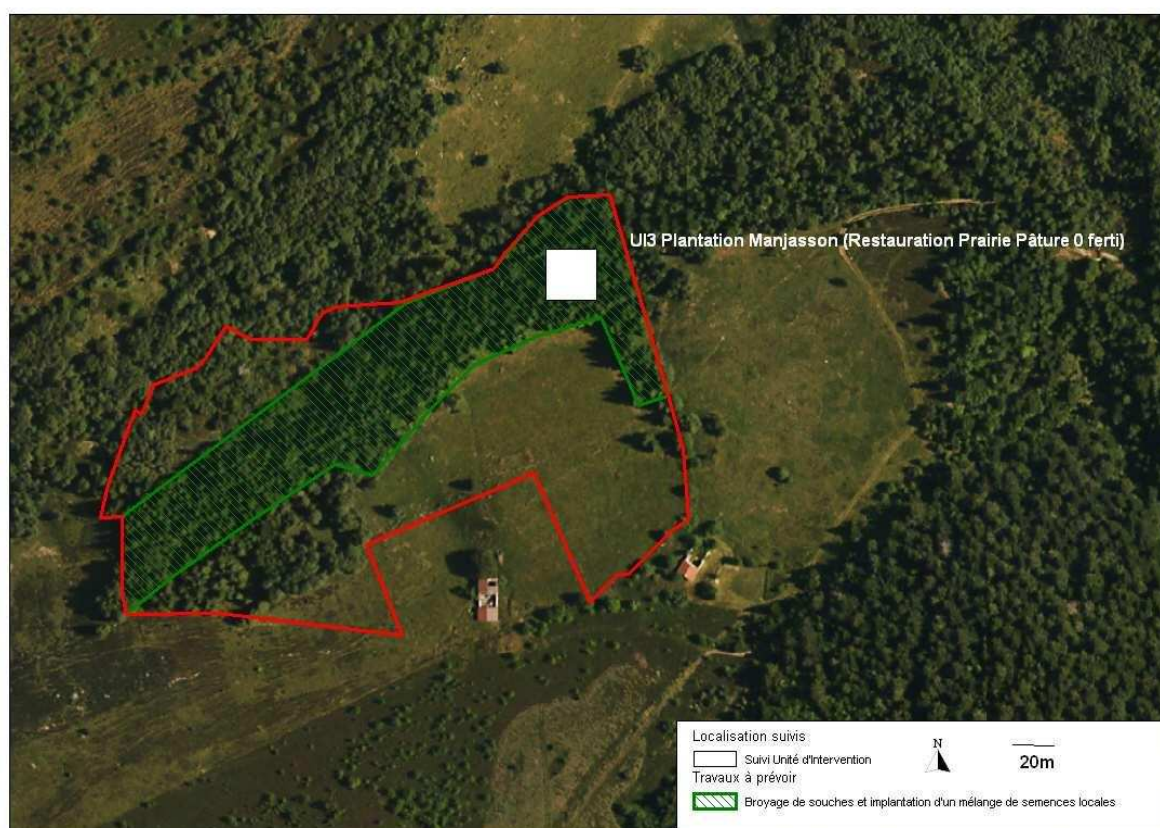 UI3 Plantation Manjasson (Restauration Prairie Pâture 0 ferti)
Localisation suivis
Suivi Unité d'Intervention
Travaux à prévoir
Broyage de souches et implantation d'un mélange de semences locales
N
20m